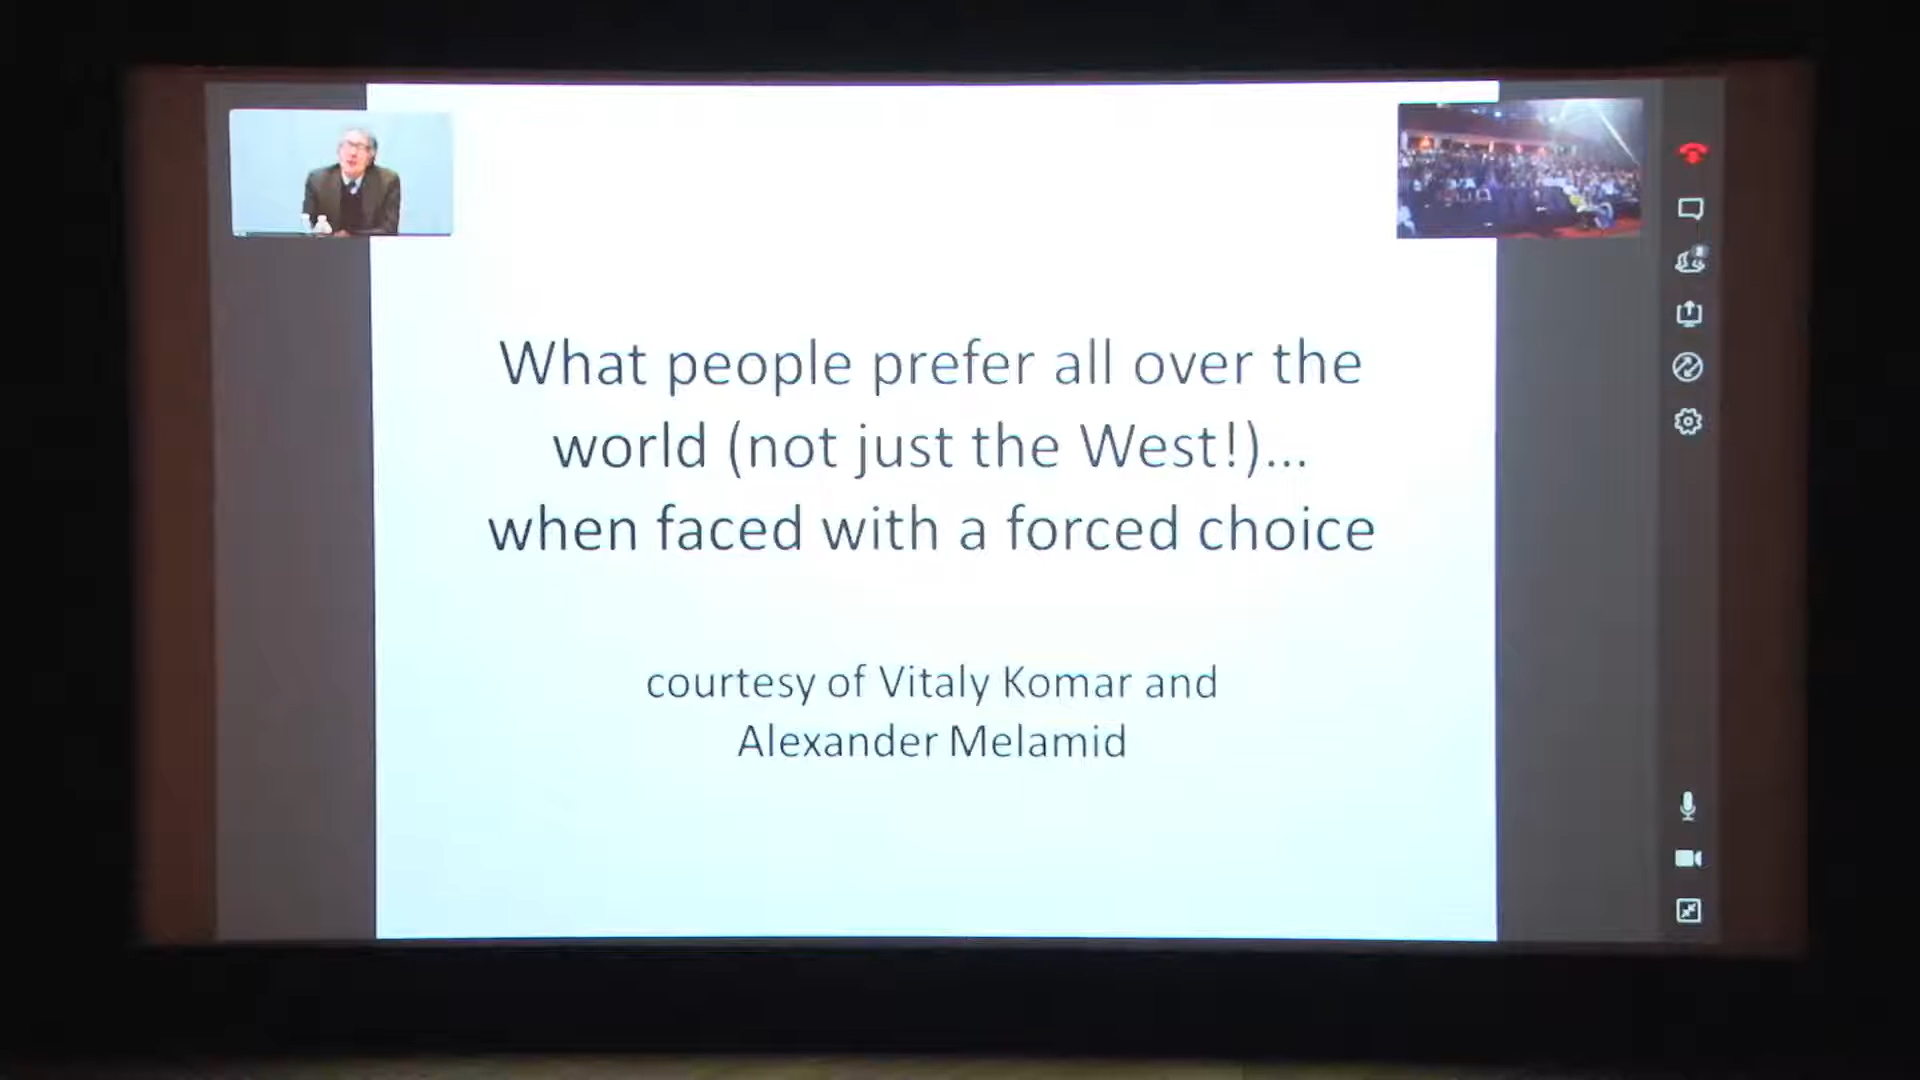 What people prefer all over the
world (not just the West!)...
when faced with a forced choice
courtesy of Vitaly Komar and
Alexander Melamid